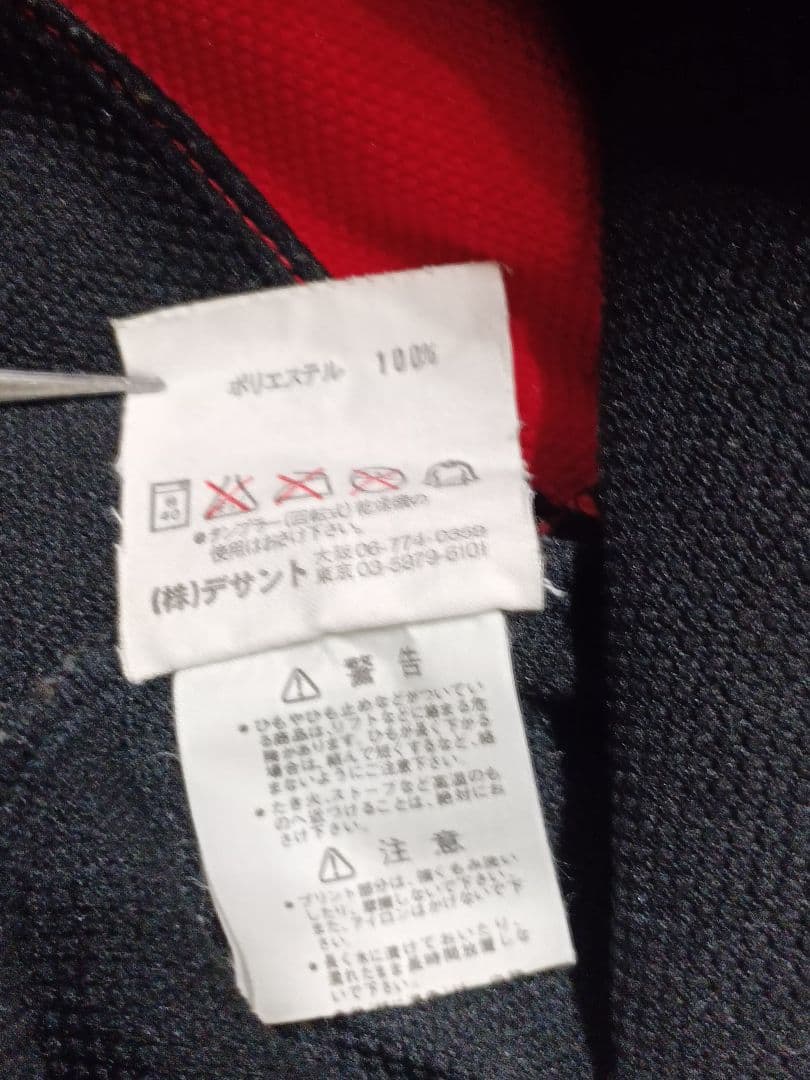 ポリエステル 100%
弱
40
●タンブラー(回転式)乾燥機の
使用はおさけ下さい。
(株)デサント 大阪06-774-0369
東京03-5979-6101
警告
●ひもやひも止めなどがついてい
る商品は、リフトなどに絡まる危
険があります。ひもが長く下がる
場合は、結んで短くするなど、絡
まないようにご注意下さい。
●たき火・ストーブなど高温のも
のへ近づけることは、絶対にお
さけ下さい。
注意
●プリント部分は、強くもみ洗い
したり、摩擦しないで下さい。
また、アイロンはかけないで下
さい。
●長く水に漬けておいたり、
濡れたまま長時間放置しな
いで下さい。